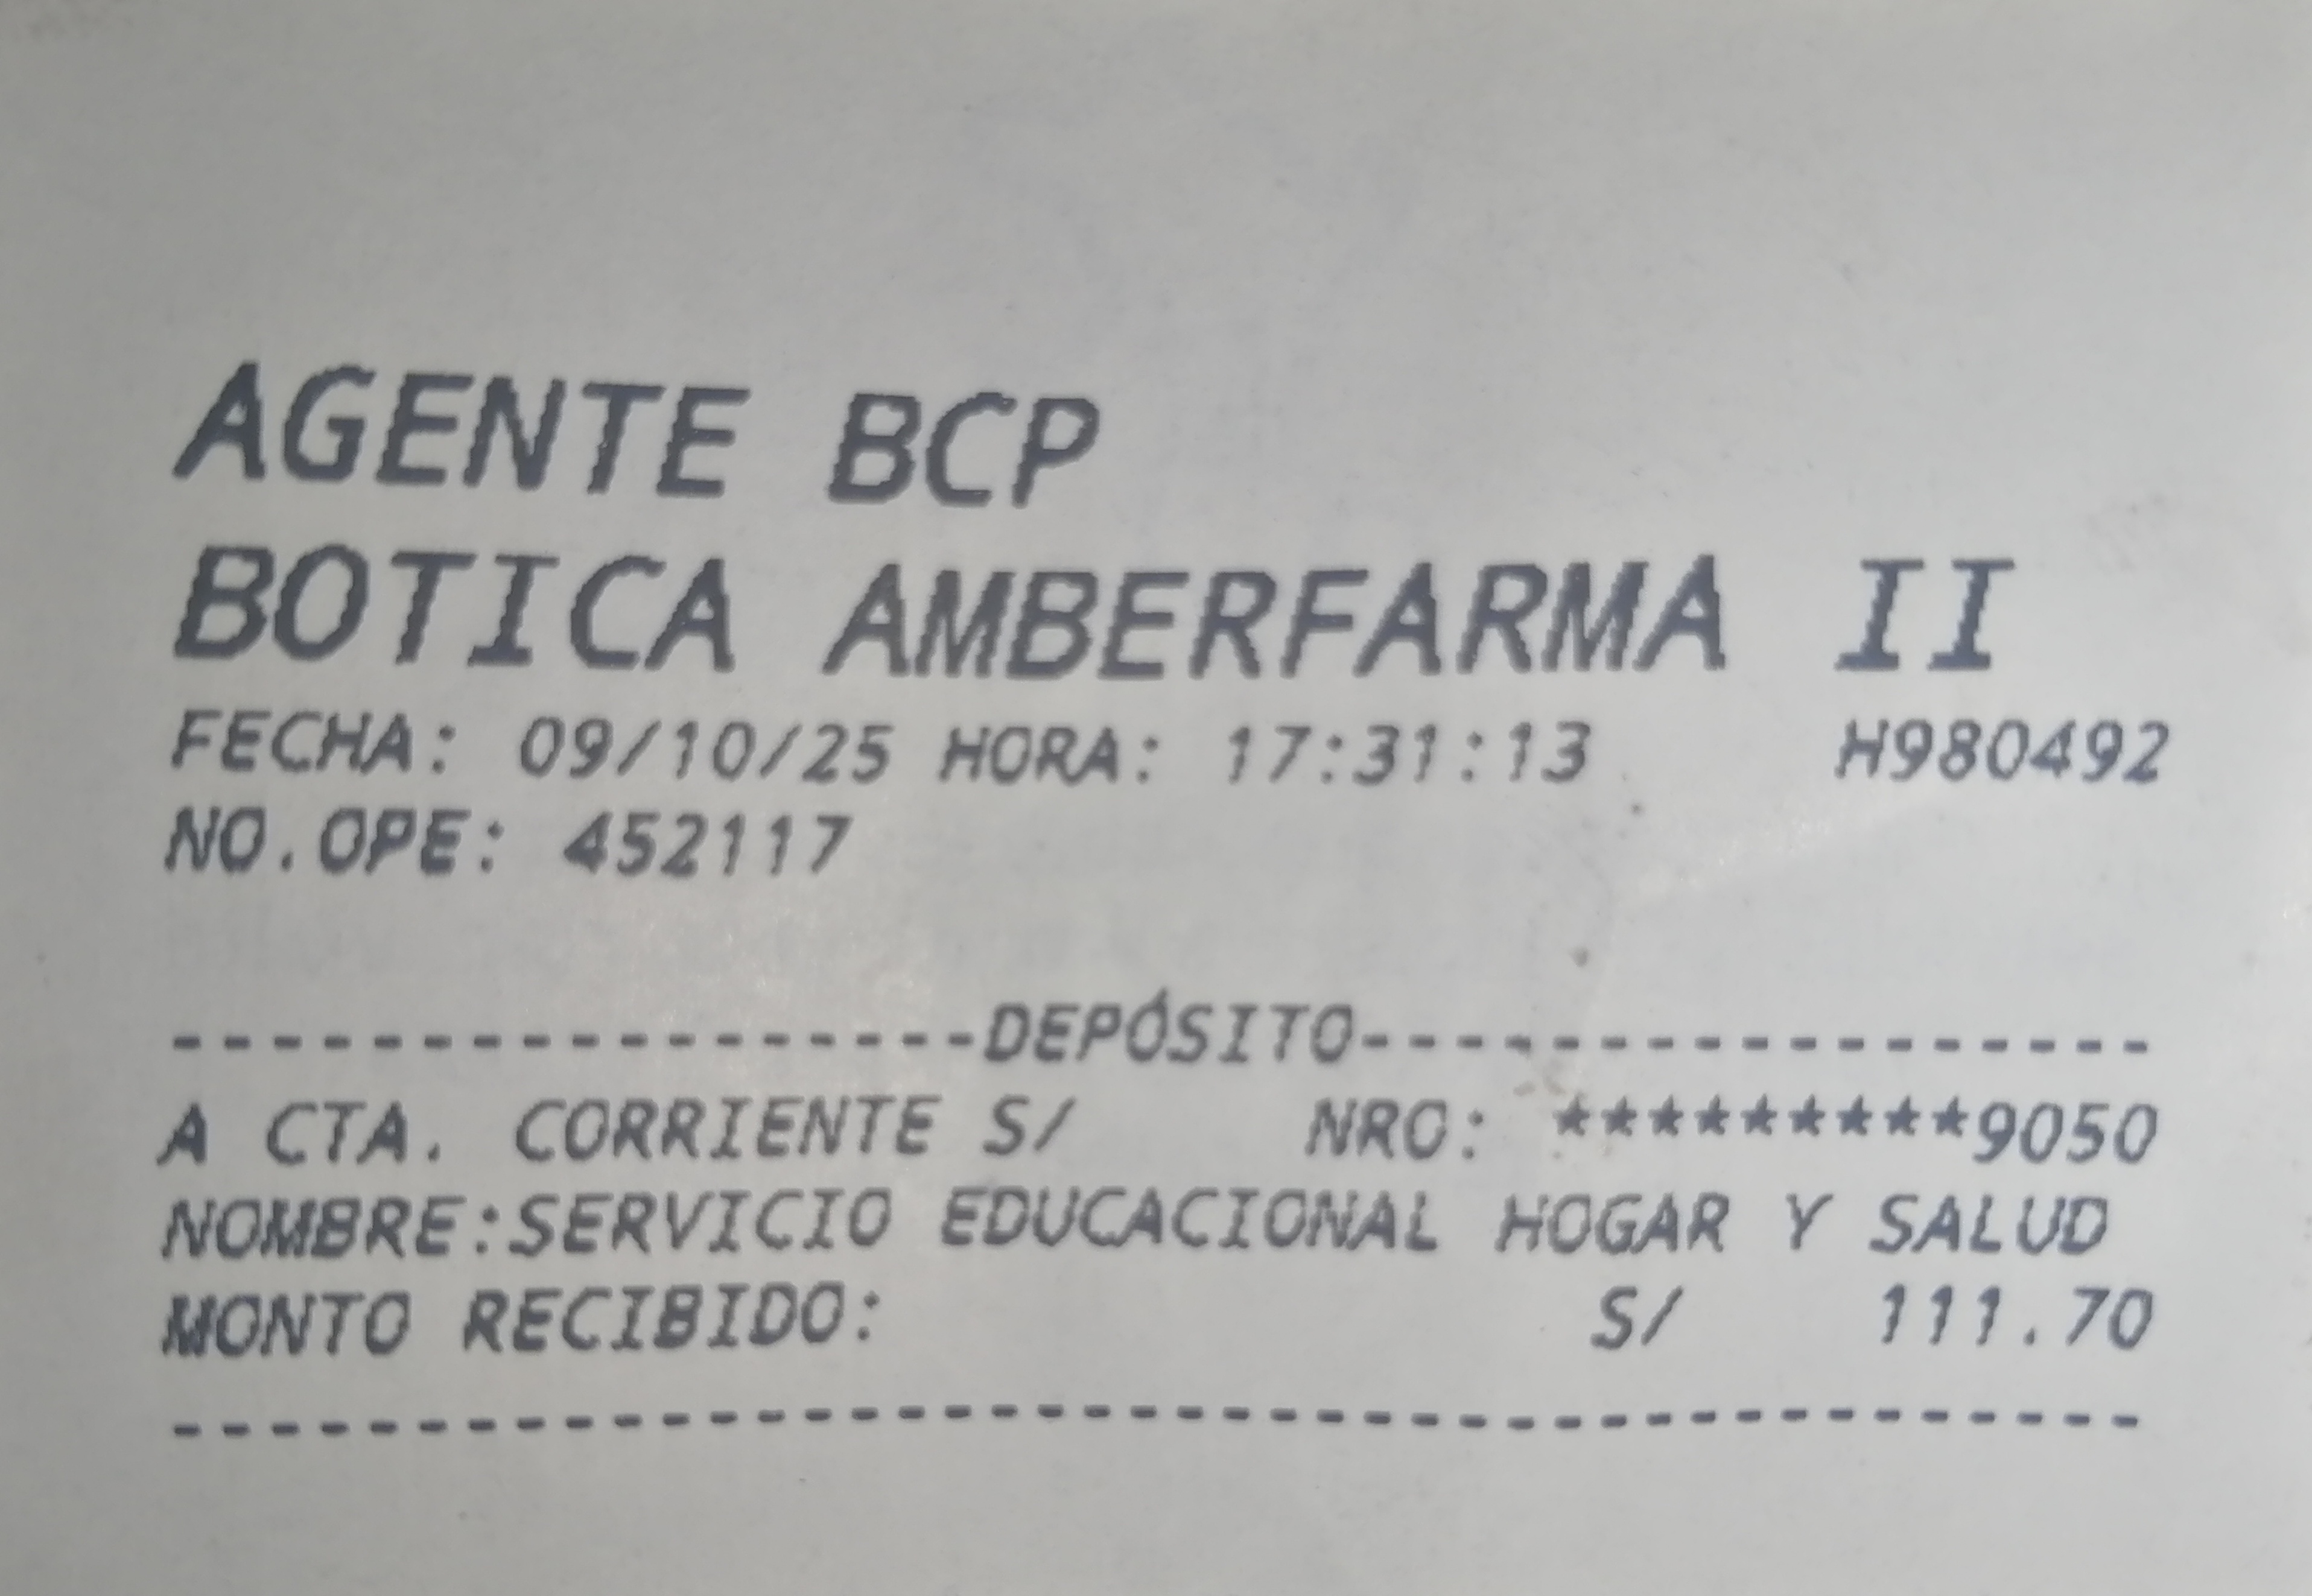 AGENTE BCP
BOTICA AMBERFARMA II
FECHA: 09/10/25 HORA: 17:31:13 H980492
NO.OPE: 452117
------------------DEPÓSITO------------------
A CTA. CORRIENTE S/ NRO: *********9050
NOMBRE:SERVICIO EDUCACIONAL HOGAR Y SALUD
MONTO RECIBIDO: S/ 111.70
--------------------------------------------